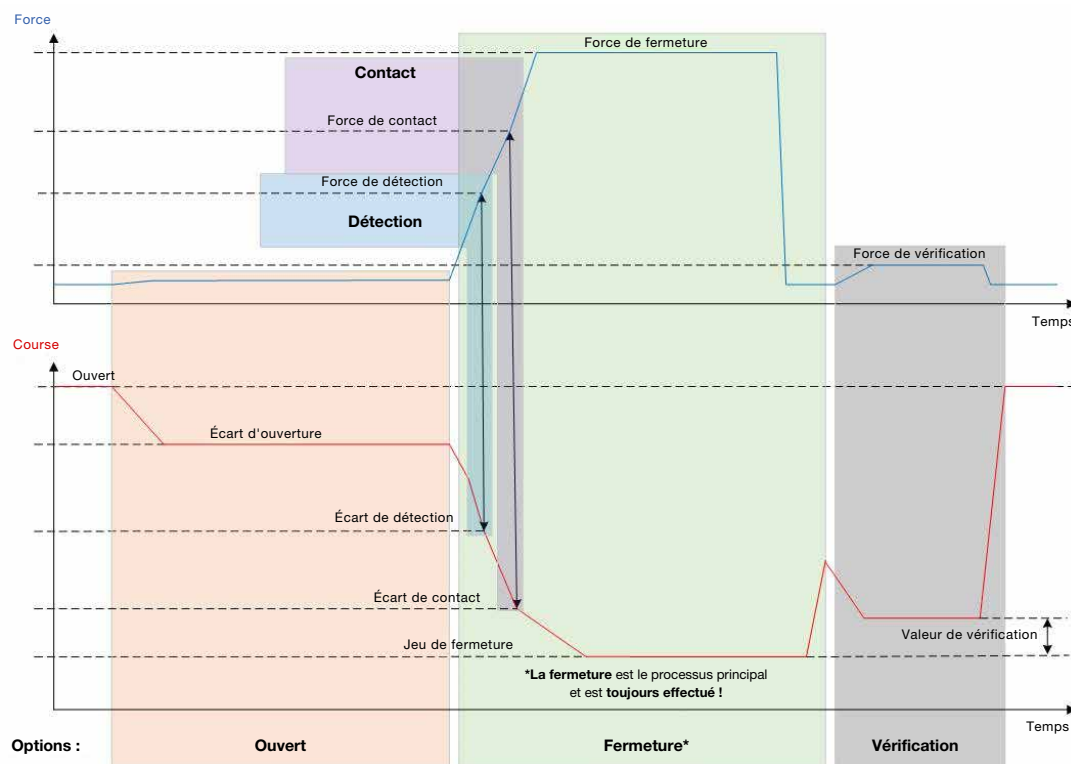 Force
Force de fermeture
Contact
Force de contact
Force de détection
Détection
Force de vérification
Temps
Course
Ouvert
Écart d'ouverture
Écart de détection
Écart de contact
Valeur de vérification
Jeu de fermeture
*La fermeture est le processus principal
et est toujours effectué !
Temps
Options :
Ouvert
Fermeture*
Vérification